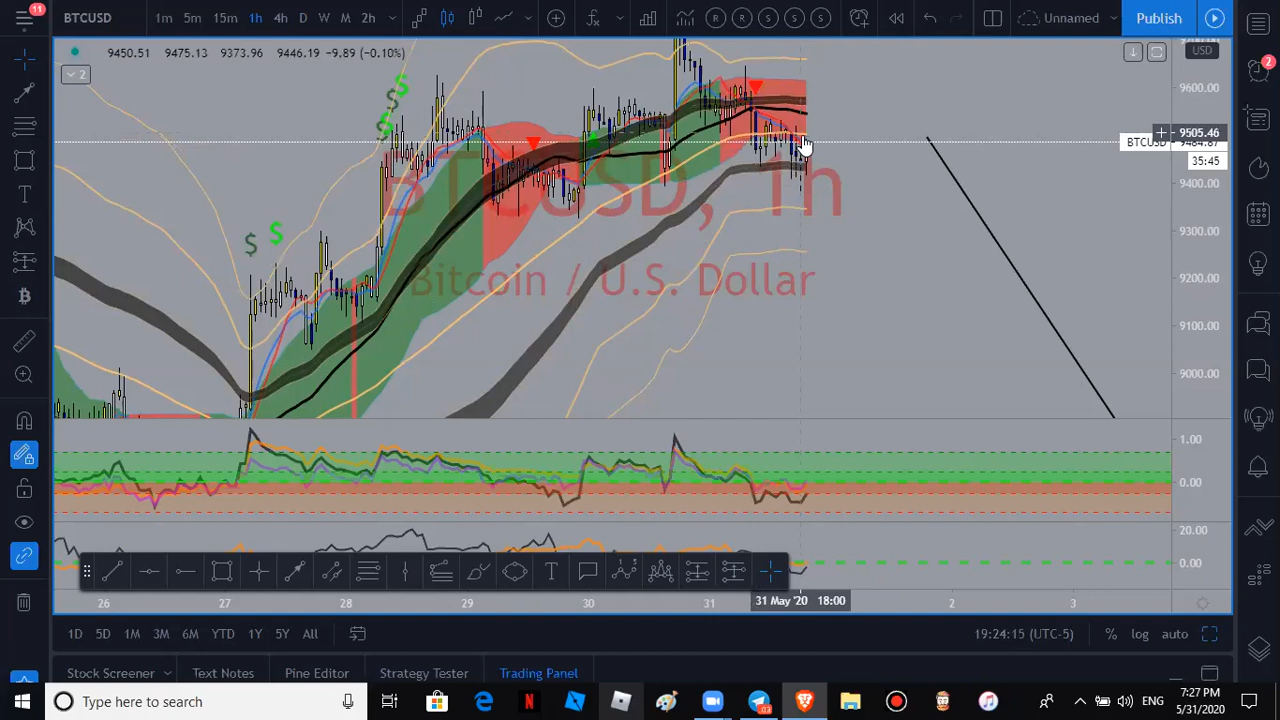 11
BTCUSD
1m 5m 15m 1h 4h D W M 2h
R R S S S
Unnamed
Publish
9450.51 9475.13 9373.96 9446.19 -9.89 (-0.10%)
USD
2
2
9600.00
9505.46
BTCUSD 9484.87
35:45
9400.00
9300.00
9200.00
9100.00
9000.00
BTCUSD, 1h
Bitcoin / U.S. Dollar
1.00
0.00
20.00
0.00
26 27 28 29 30 31 31 May '20 18:00 2 3
1D 5D 1M 3M 6M YTD 1Y 5Y All
19:24:15 (UTC-5) % log auto
Stock Screener Text Notes Pine Editor Strategy Tester Trading Panel
Type here to search
ENG
7:27 PM
5/31/2020